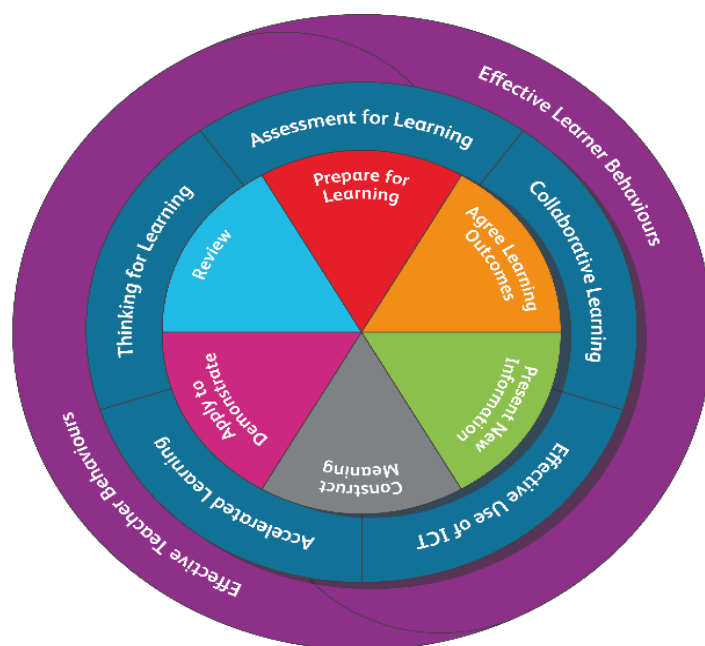 Effective Learner Behaviours
Assessment for Learning
Collaborative Learning
Effective Use of ICT
Accelerated Learning
Thinking for Learning
Prepare for
Learning
Agree Learning
Outcomes
Present New
Information
Construct
Meaning
Apply to
Demonstrate
Review
Effective Teacher Behaviours